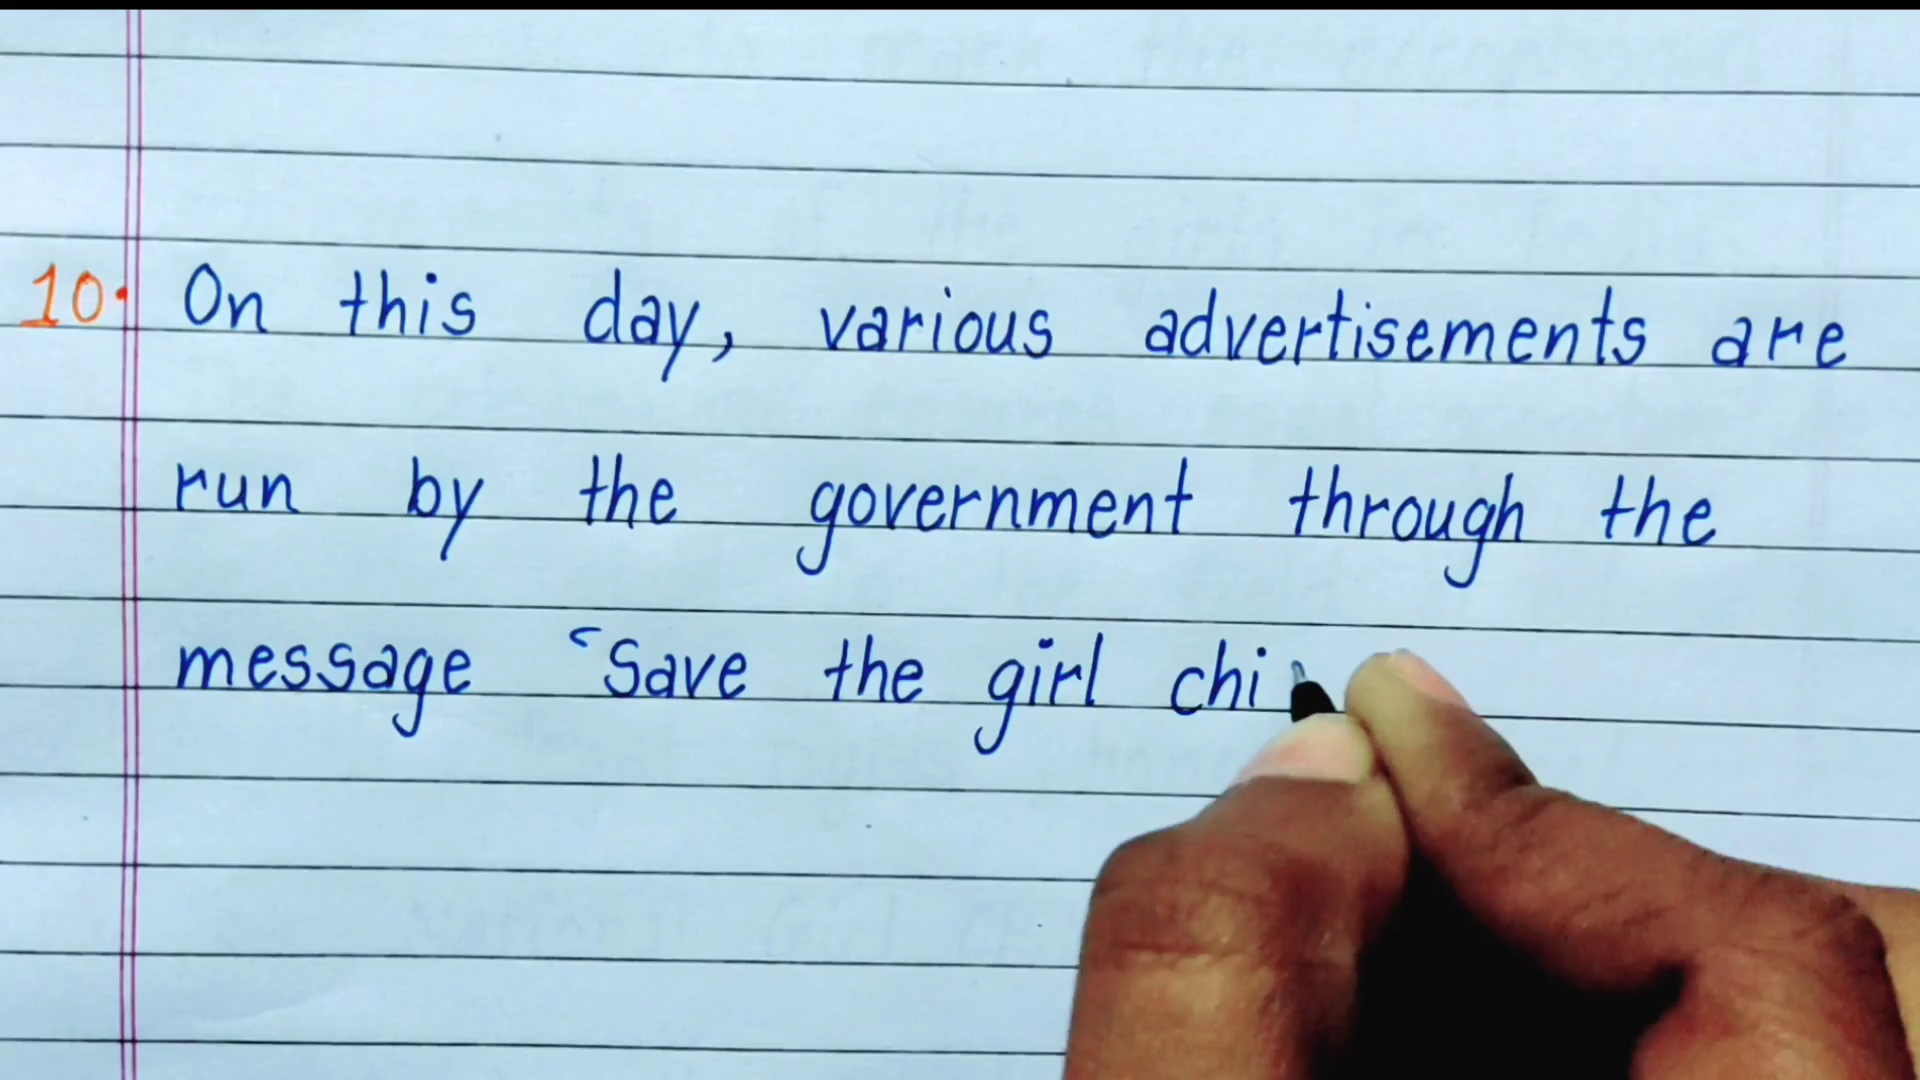 10. On this day, various advertisements are
run by the government through the
message “Save the girl chi